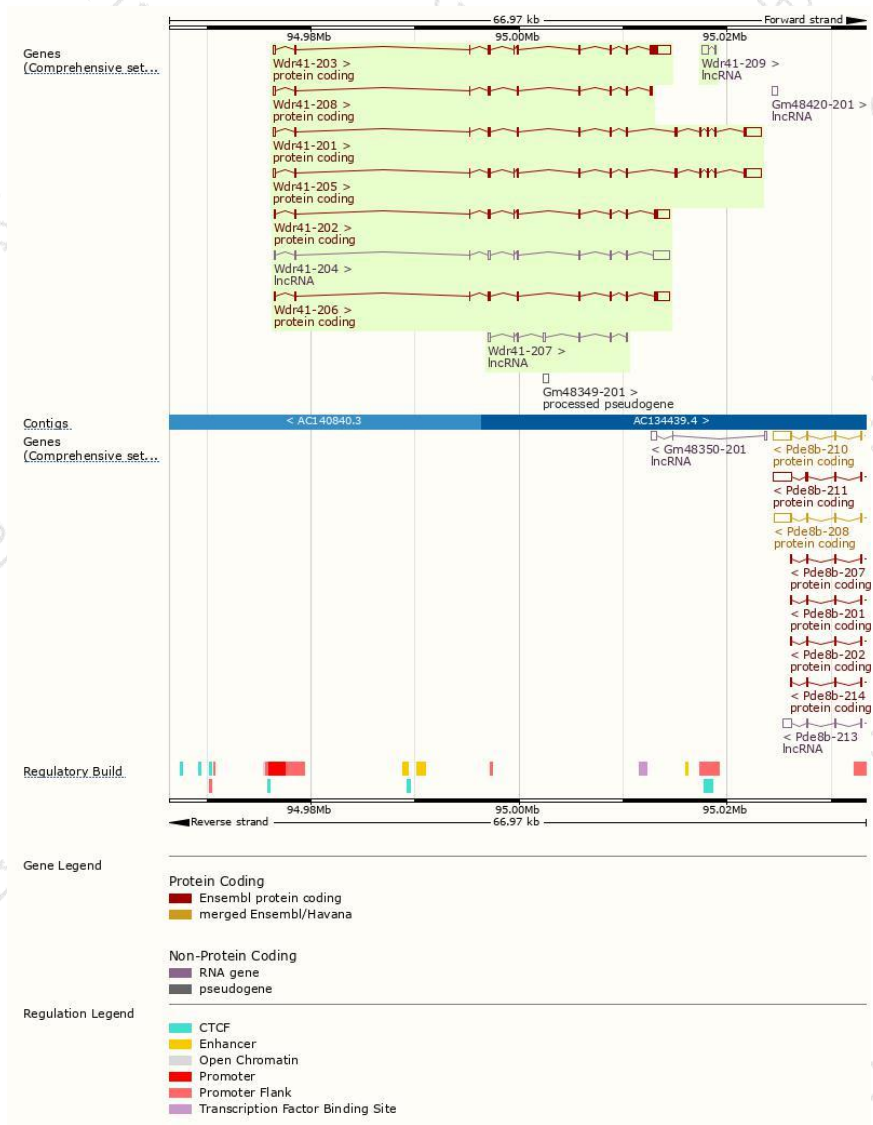 66.97 kb
Forward strand
94.98Mb 95.00Mb 95.02Mb
Genes
(Comprehensive set...
Wdr41-203 >
protein coding
Wdr41-209 >
lncRNA
Wdr41-208 >
protein coding
Gm48420-201 >
lncRNA
Wdr41-201 >
protein coding
Wdr41-205 >
protein coding
Wdr41-202 >
protein coding
Wdr41-204 >
lncRNA
Wdr41-206 >
protein coding
Wdr41-207 >
lncRNA
Gm48349-201 >
processed pseudogene
Contigs
< AC140840.3
AC134439.4 >
Genes
(Comprehensive set...
< Gm48350-201
lncRNA
< Pde8b-210
protein coding
< Pde8b-211
protein coding
< Pde8b-208
protein coding
< Pde8b-207
protein coding
< Pde8b-201
protein coding
< Pde8b-202
protein coding
< Pde8b-214
protein coding
< Pde8b-213
lncRNA
Regulatory Build
94.98Mb 95.00Mb 95.02Mb
Reverse strand
66.97 kb
Gene Legend
Protein Coding
Ensembl protein coding
merged Ensembl/Havana
Non-Protein Coding
RNA gene
pseudogene
Regulation Legend
CTCF
Enhancer
Open Chromatin
Promoter
Promoter Flank
Transcription Factor Binding Site